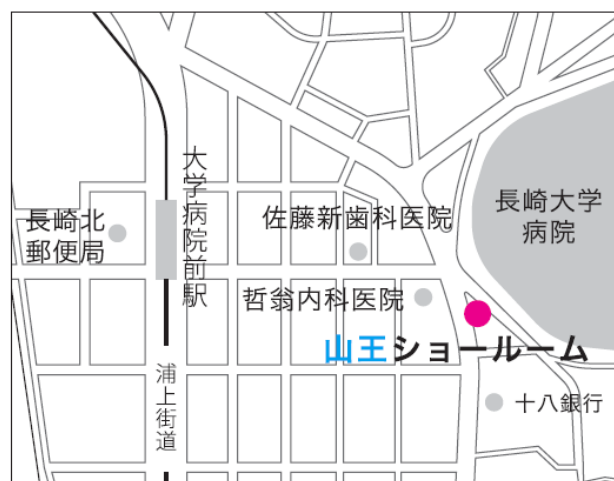 大学病院前駅
長崎北
郵便局
佐藤新歯科医院
長崎大学
病院
哲翁内科医院
山王ショールーム
浦上街道
十八銀行